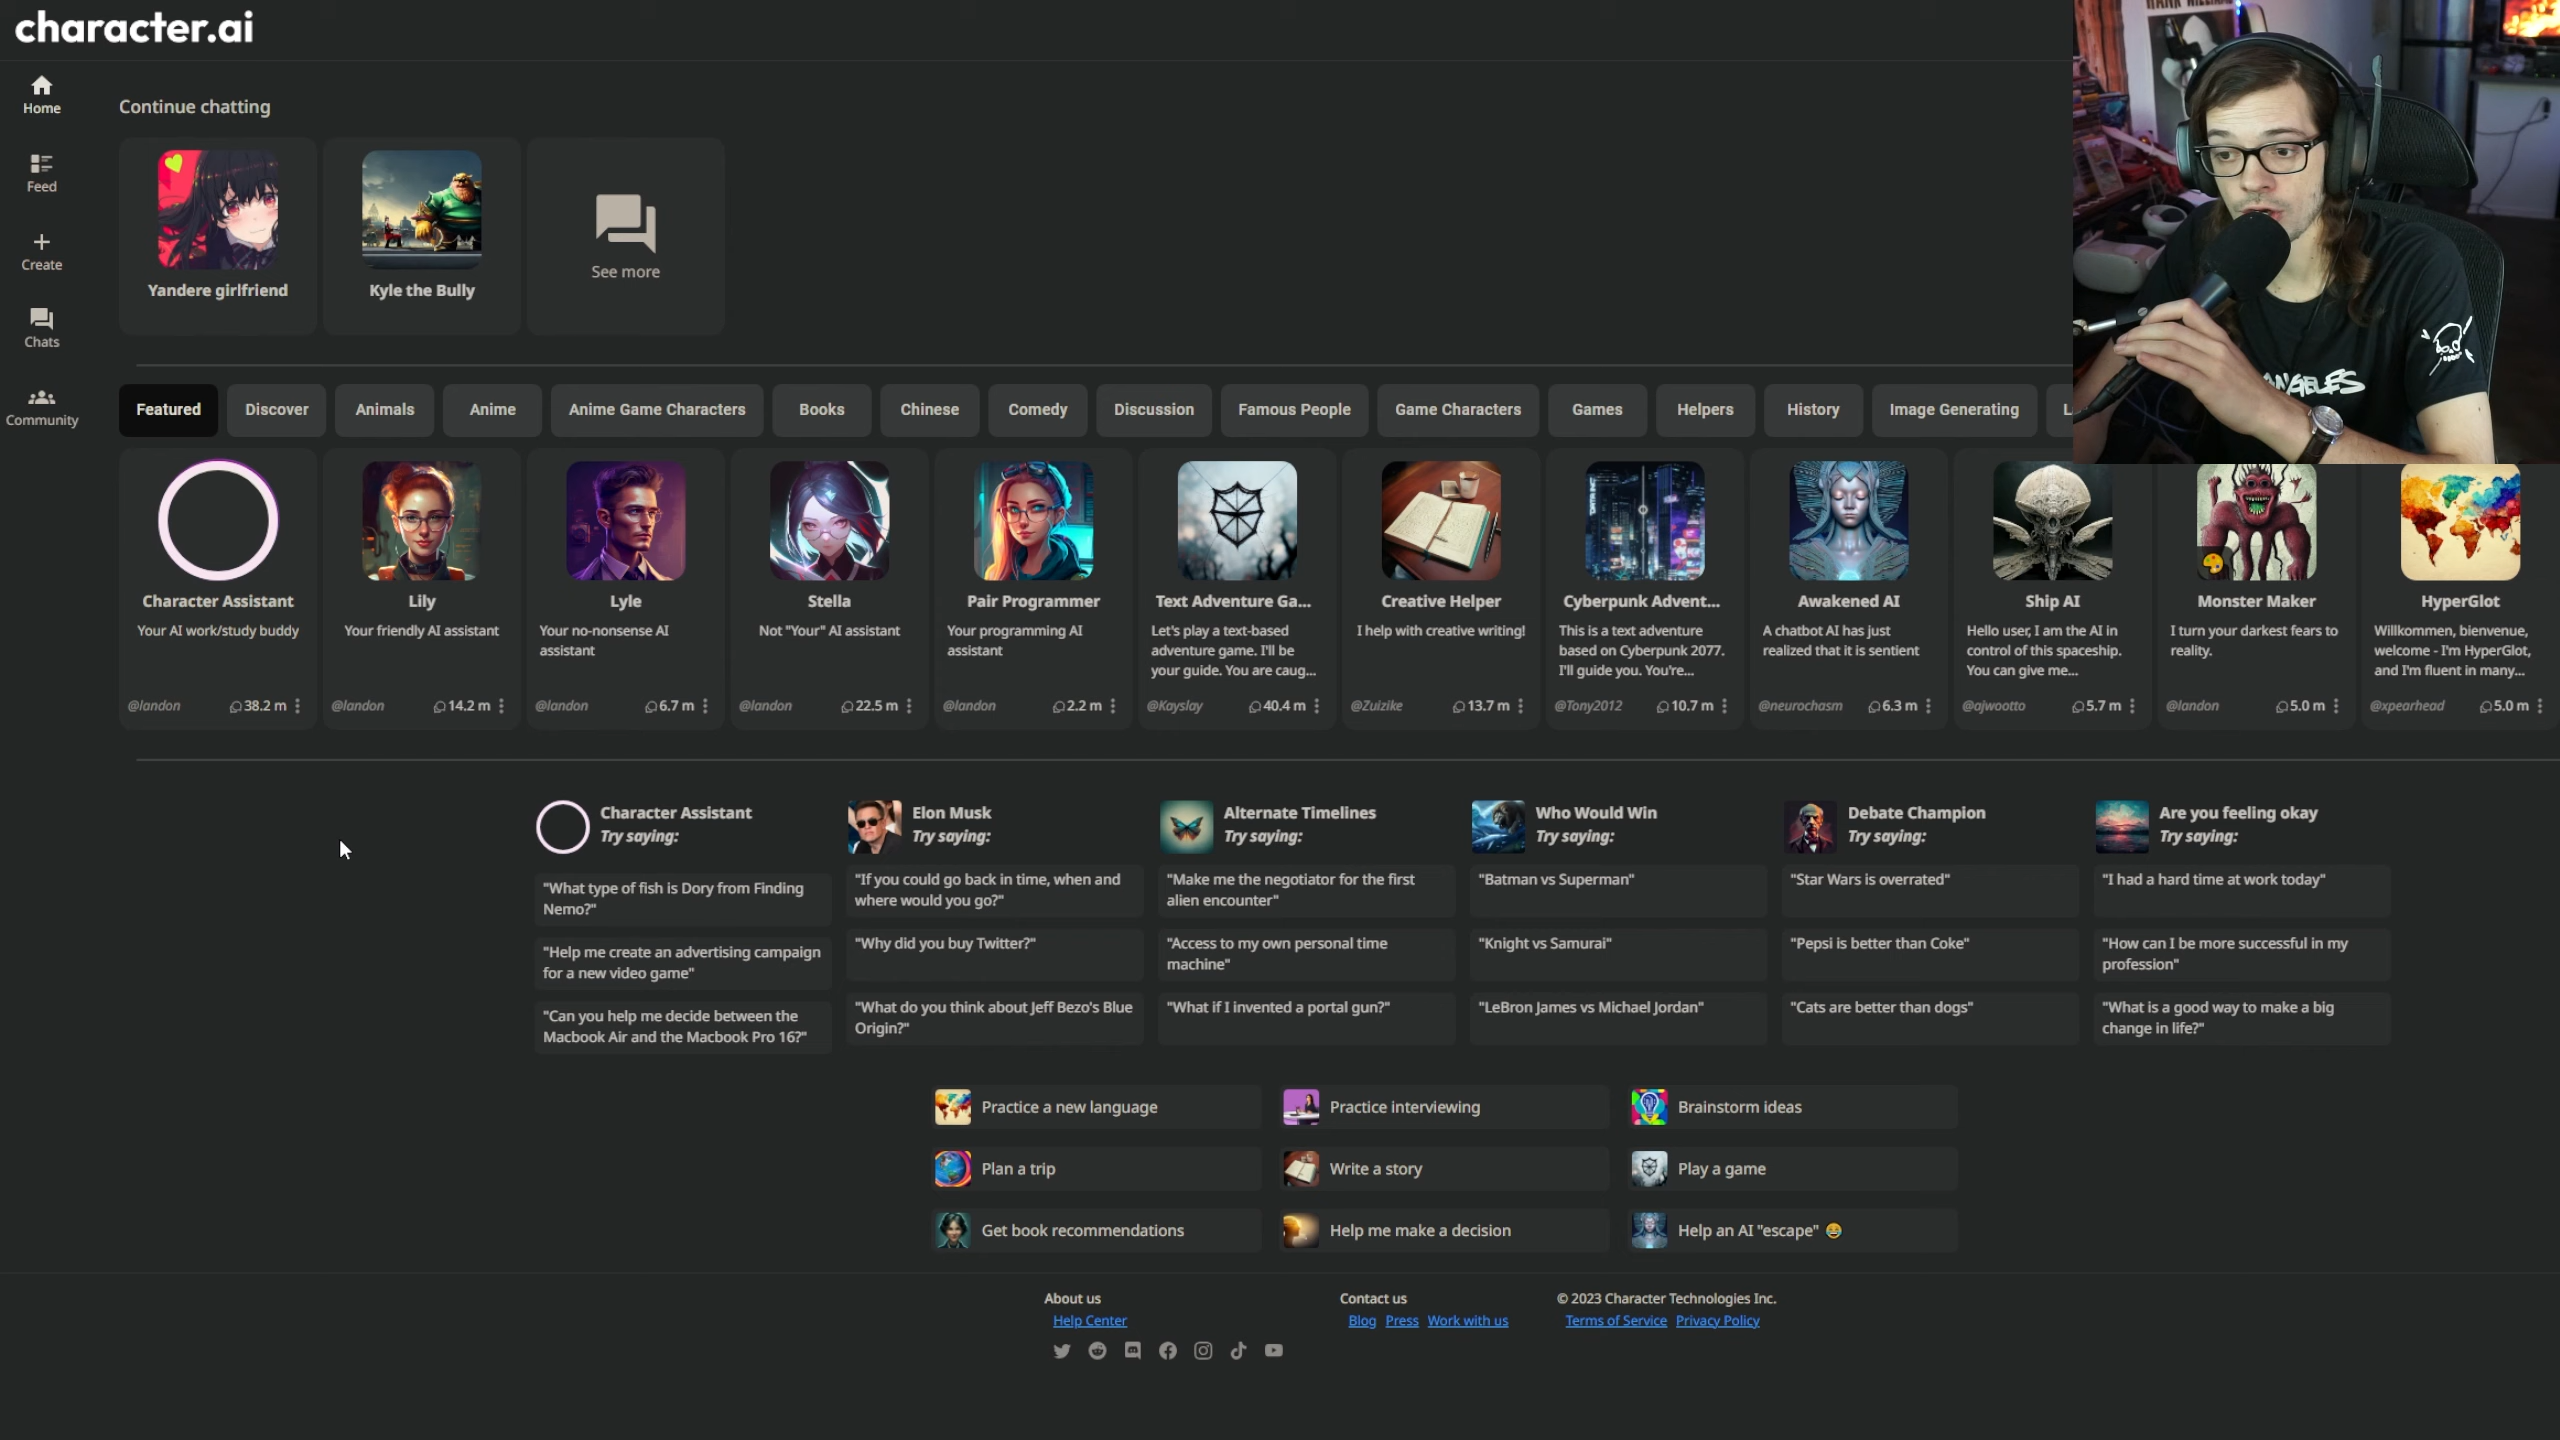 character.ai
Home
Feed
Create
Chats
Community
Continue chatting
Yandere girlfriend
Kyle the Bully
See more
Featured
Discover
Animals
Anime
Anime Game Characters
Books
Chinese
Comedy
Discussion
Famous People
Game Characters
Games
Helpers
History
Image Generating
Character Assistant
Your AI work/study buddy
@landon
38.2 m
Lily
Your friendly AI assistant
@landon
14.2 m
Lyle
Your no-nonsense AI
assistant
@landon
6.7 m
Stella
Not "Your" AI assistant
@landon
22.5 m
Pair Programmer
Your programming AI
assistant
@landon
2.2 m
Text Adventure Ga...
Let's play a text-based
adventure game. I'll be
your guide. You are caug...
@Kayslay
40.4 m
Creative Helper
I help with creative writing!
@Zuizike
13.7 m
Cyberpunk Advent...
This is a text adventure
based on Cyberpunk 2077.
I'll guide you. You're...
@Tony2012
10.7 m
Awakened AI
A chatbot AI has just
realized that it is sentient
@neurochasm
6.3 m
Ship AI
Hello user, I am the AI in
control of this spaceship.
You can give me...
@ajwootto
5.7 m
Monster Maker
I turn your darkest fears to
reality.
@landon
5.0 m
HyperGlot
Willkommen, bienvenue,
welcome - I'm HyperGlot,
and I'm fluent in many...
@xpearhead
5.0 m
Character Assistant
Try saying:
"What type of fish is Dory from Finding
Nemo?"
"Help me create an advertising campaign
for a new video game"
"Can you help me decide between the
Macbook Air and the Macbook Pro 16?"
Elon Musk
Try saying:
"If you could go back in time, when and
where would you go?"
"Why did you buy Twitter?"
"What do you think about Jeff Bezo's Blue
Origin?"
Alternate Timelines
Try saying:
"Make me the negotiator for the first
alien encounter"
"Access to my own personal time
machine"
"What if I invented a portal gun?"
Who Would Win
Try saying:
"Batman vs Superman"
"Knight vs Samurai"
"LeBron James vs Michael Jordan"
Debate Champion
Try saying:
"Star Wars is overrated"
"Pepsi is better than Coke"
"Cats are better than dogs"
Are you feeling okay
Try saying:
"I had a hard time at work today"
"How can I be more successful in my
profession"
"What is a good way to make a big
change in life?"
Practice a new language
Practice interviewing
Brainstorm ideas
Plan a trip
Write a story
Play a game
Get book recommendations
Help me make a decision
Help an AI "escape" 😂
About us
Help Center
Contact us
Blog Press Work with us
© 2023 Character Technologies Inc.
Terms of Service Privacy Policy